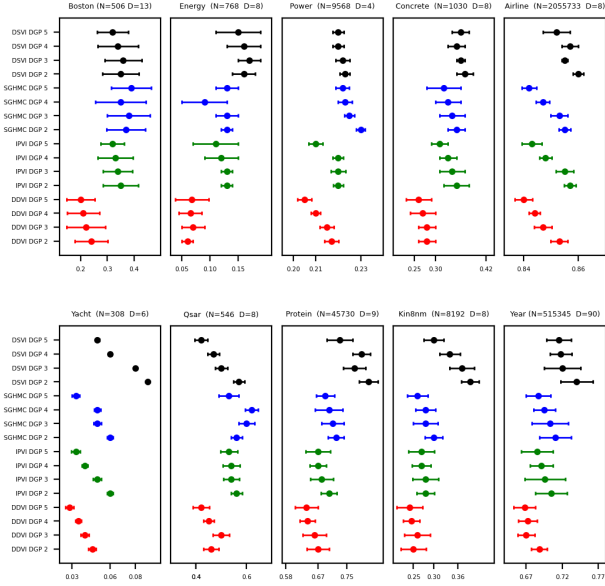 Boston (N=506 D=13) Energy (N=768 D=8) Power (N=9568 D=4) Concrete (N=1030 D=8) Airline (N=2055733 D=8)
DSVI DGP 5
DSVI DGP 4
DSVI DGP 3
DSVI DGP 2
SGHMC DGP 5
SGHMC DGP 4
SGHMC DGP 3
SGHMC DGP 2
IPVI DGP 5
IPVI DGP 4
IPVI DGP 3
IPVI DGP 2
DDVI DGP 5
DDVI DGP 4
DDVI DGP 3
DDVI DGP 2
0.2 0.4 0.05 0.15 0.20 0.21 0.23 0.25 0.30 0.42 0.84 0.86
Yacht (N=308 D=6) Qsar (N=546 D=8) Protein (N=45730 D=9) Kin8nm (N=8192 D=8) Year (N=515345 D=90)
DSVI DGP 5
DSVI DGP 4
DSVI DGP 3
DSVI DGP 2
SGHMC DGP 5
SGHMC DGP 4
SGHMC DGP 3
SGHMC DGP 2
IPVI DGP 5
IPVI DGP 4
IPVI DGP 3
IPVI DGP 2
DDVI DGP 5
DDVI DGP 4
DDVI DGP 3
DDVI DGP 2
0.03 0.06 0.08 0.4 0.6 0.58 0.67 0.75 0.25 0.30 0.36 0.67 0.72 0.77